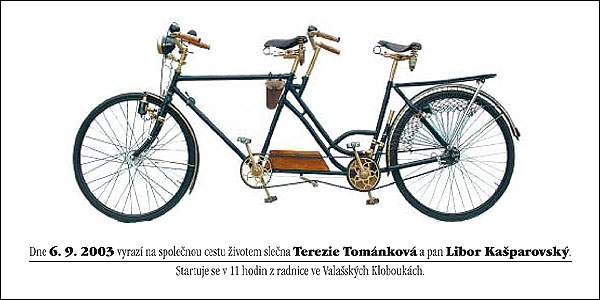 Dne 6. 9. 2003 vyrazí na společnou cestu životem slečna Terezie Tománková a pan Libor Kašparovský.
Startuje se v 11 hodin z radnice ve Valašských Kloboukách.